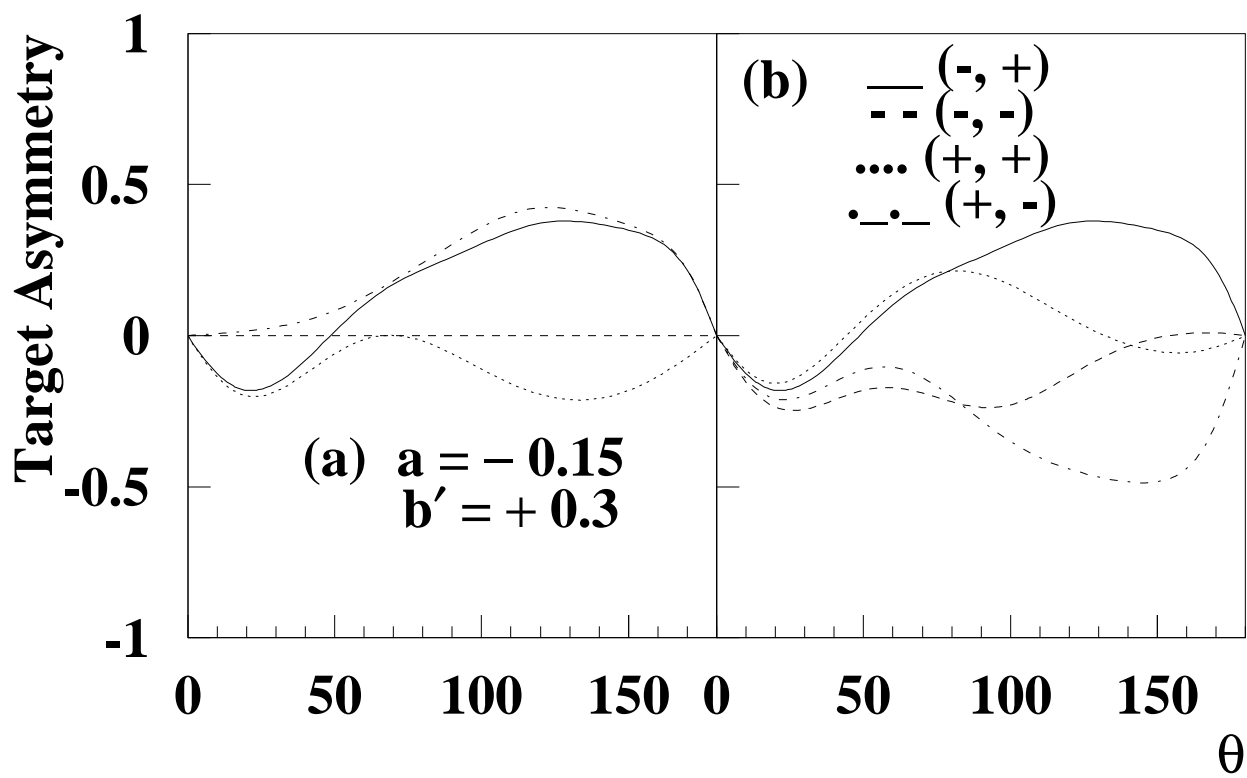 Target Asymmetry
1
0.5
0
-0.5
-1
(a) a = − 0.15
b′ = + 0.3
(b)
__ (-, +)
- - (-, -)
.... (+, +)
._._ (+, -)
0 50 100 150 0 50 100 150
θ